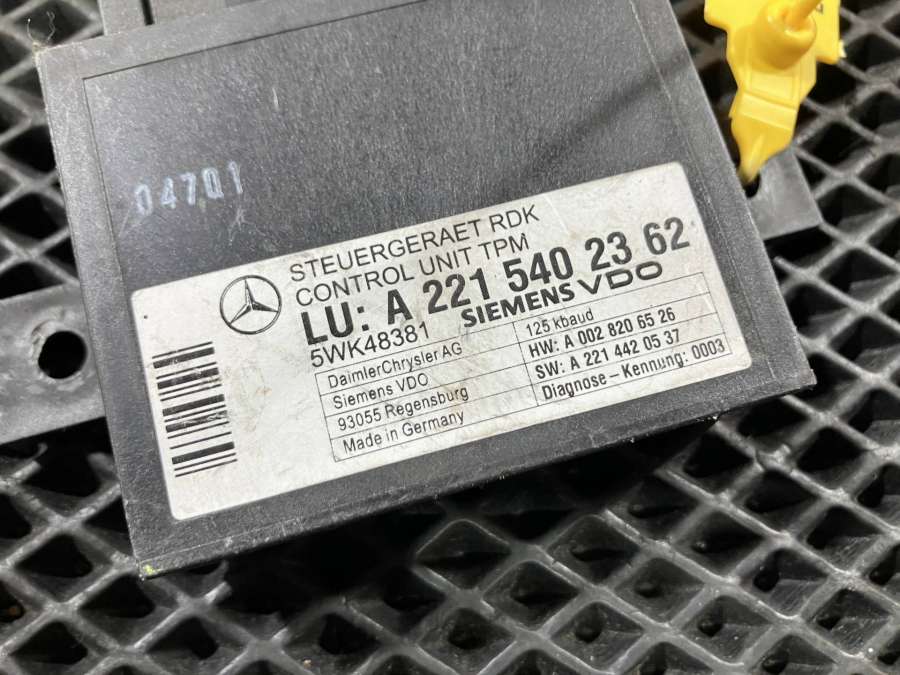 04701
STEUERGERAET RDK
CONTROL UNIT TPM
LU: A 221 540 23 62
5WK48381 SIEMENS VDO
DaimlerChrysler AG
Siemens VDO
93055 Regensburg
Made in Germany
125 kbaud
HW: A 002 820 65 26
SW: A 221 442 05 37
Diagnose – Kennung: 0003